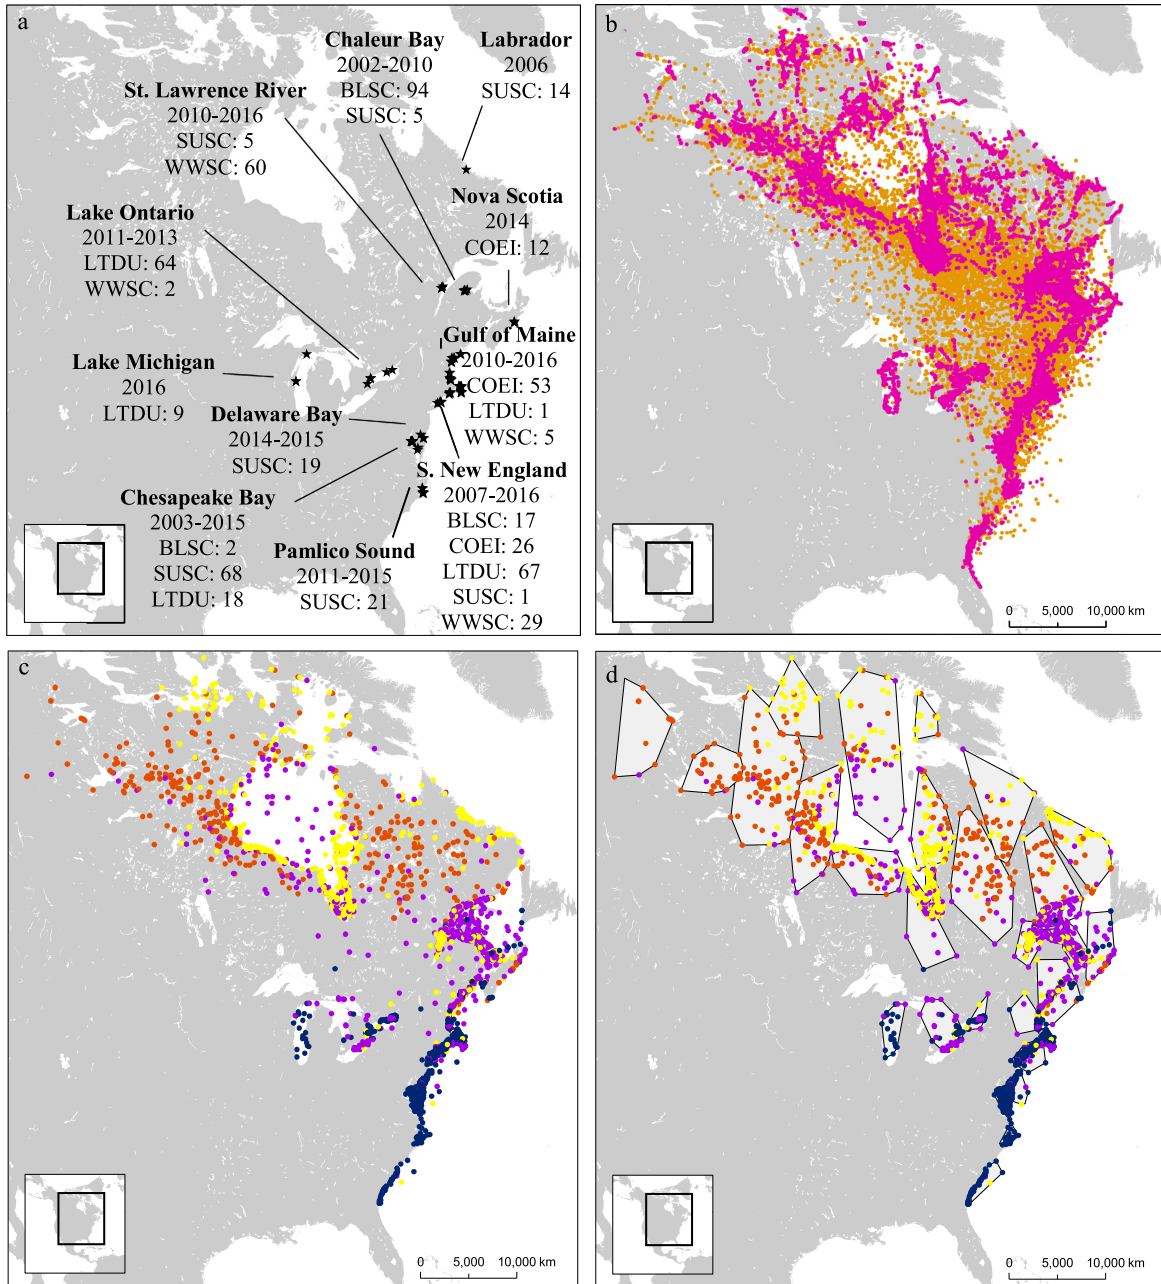 a
Chaleur Bay
2002-2010
BLSC: 94
SUSC: 5
Labrador
2006
SUSC: 14
St. Lawrence River
2010-2016
SUSC: 5
WWSC: 60
Nova Scotia
2014
COEI: 12
Lake Ontario
2011-2013
LTDU: 64
WWSC: 2
Gulf of Maine
2010-2016
COEI: 53
LTDU: 1
WWSC: 5
Lake Michigan
2016
LTDU: 9
Delaware Bay
2014-2015
SUSC: 19
S. New England
2007-2016
BLSC: 17
COEI: 26
LTDU: 67
SUSC: 1
WWSC: 29
Chesapeake Bay
2003-2015
BLSC: 2
SUSC: 68
LTDU: 18
Pamlico Sound
2011-2015
SUSC: 21
b
0 5,000 10,000 km
c
0 5,000 10,000 km
d
0 5,000 10,000 km